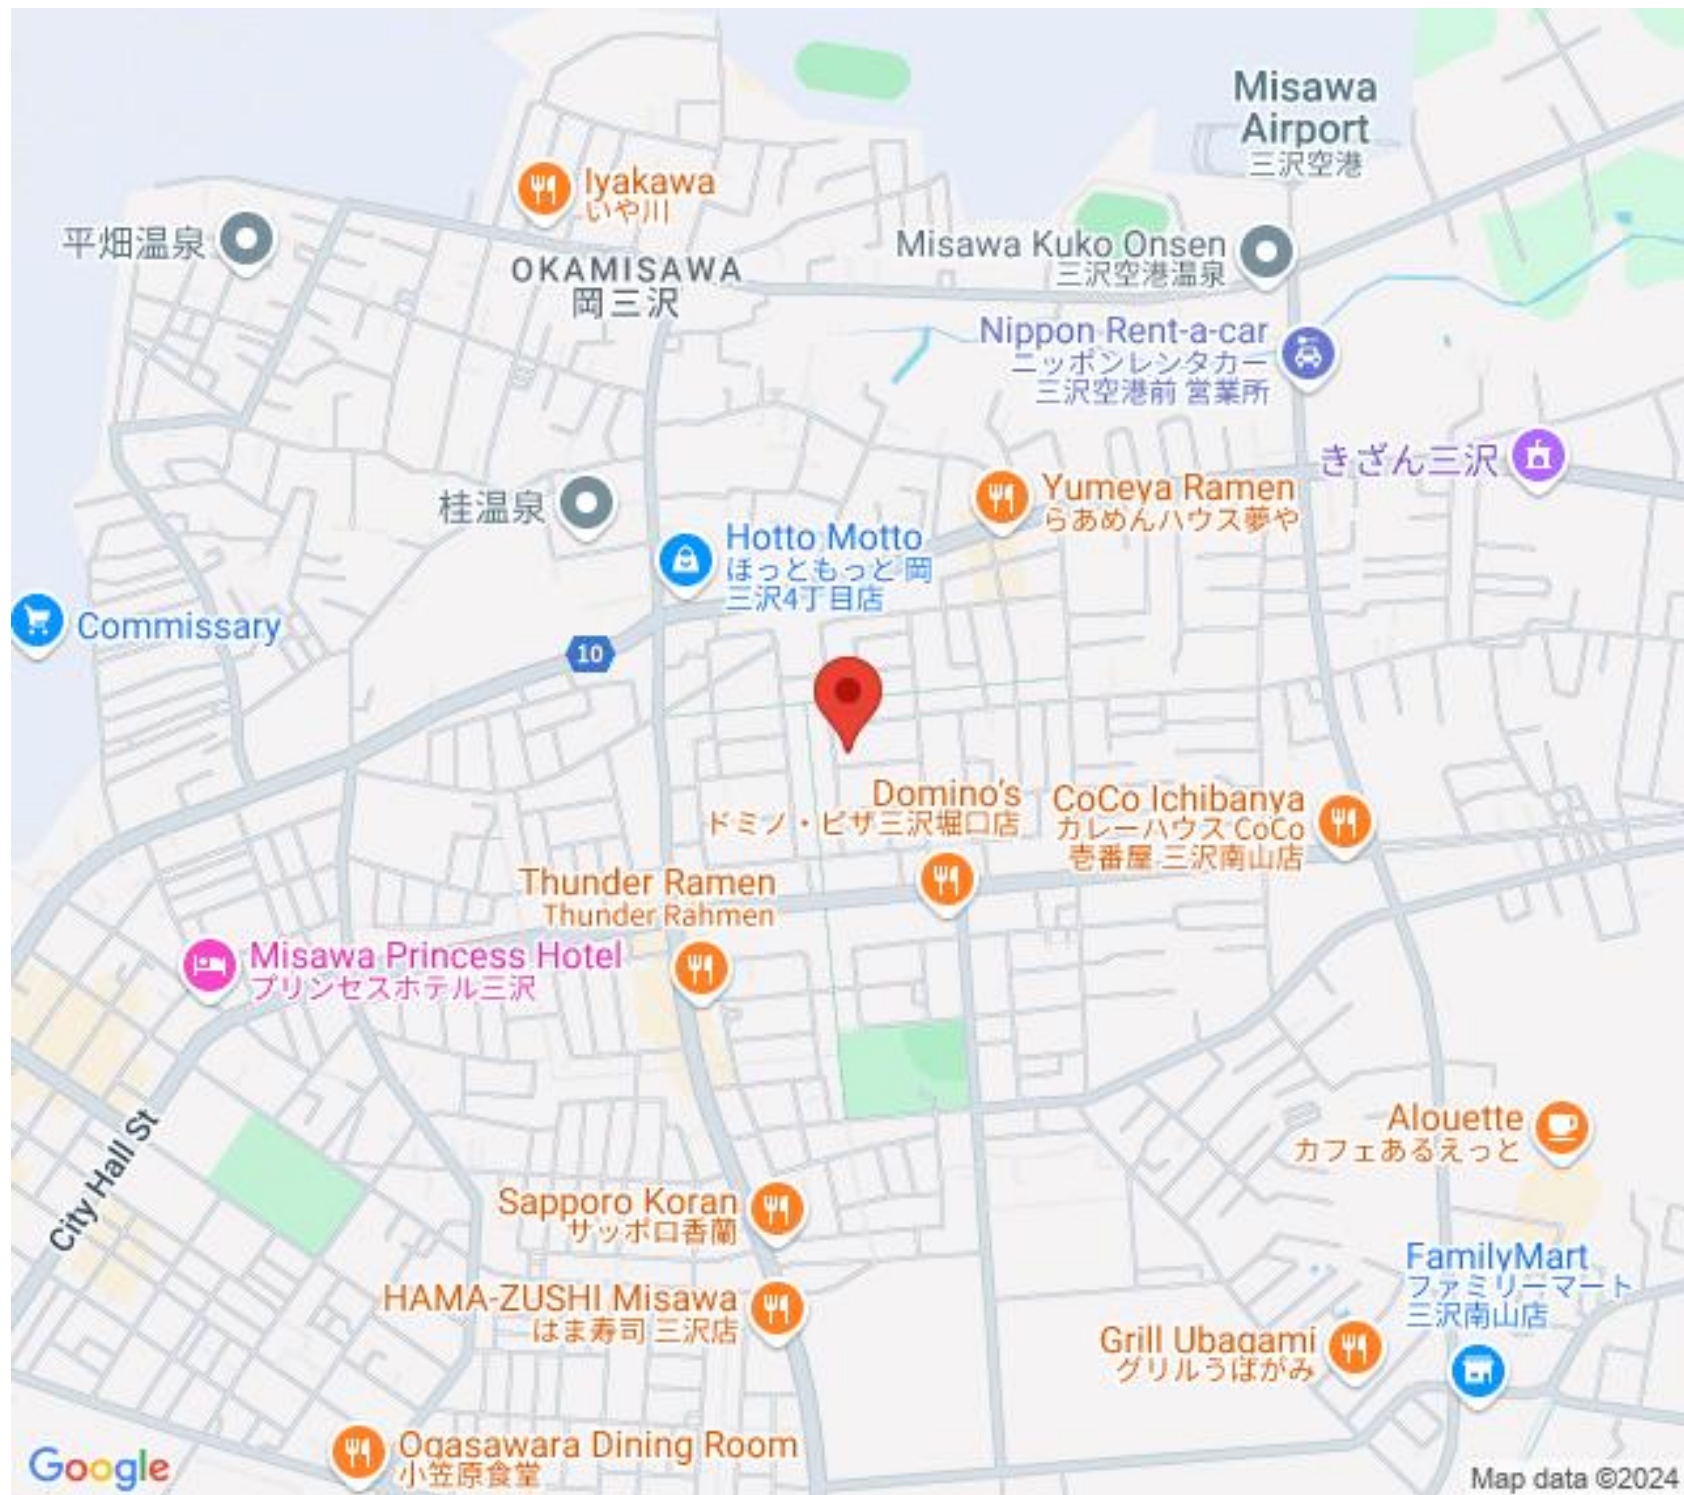 Misawa
Airport
三沢空港
Iyakawa
いや川
平畑温泉
Misawa Kuko Onsen
三沢空港温泉
OKAMISAWA
岡三沢
Nippon Rent-a-car
ニッポンレンタカー
三沢空港前 営業所
きざん三沢
桂温泉
Yumeya Ramen
らあめんハウス夢や
Hotto Motto
ほっともっと 岡
三沢4丁目店
Commissary
10
Domino's
ドミノ・ピザ三沢堀口店
CoCo Ichibanya
カレーハウス CoCo
壱番屋 三沢南山店
Thunder Ramen
Thunder Rahmen
Misawa Princess Hotel
プリンセスホテル三沢
City Hall St
Alouette
カフェあるえっと
Sapporo Koran
サッポロ香蘭
FamilyMart
ファミリーマート
三沢南山店
HAMA-ZUSHI Misawa
はま寿司 三沢店
Grill Ubagami
グリルうばがみ
Ogasawara Dining Room
小笠原食堂
Google
Map data ©2024